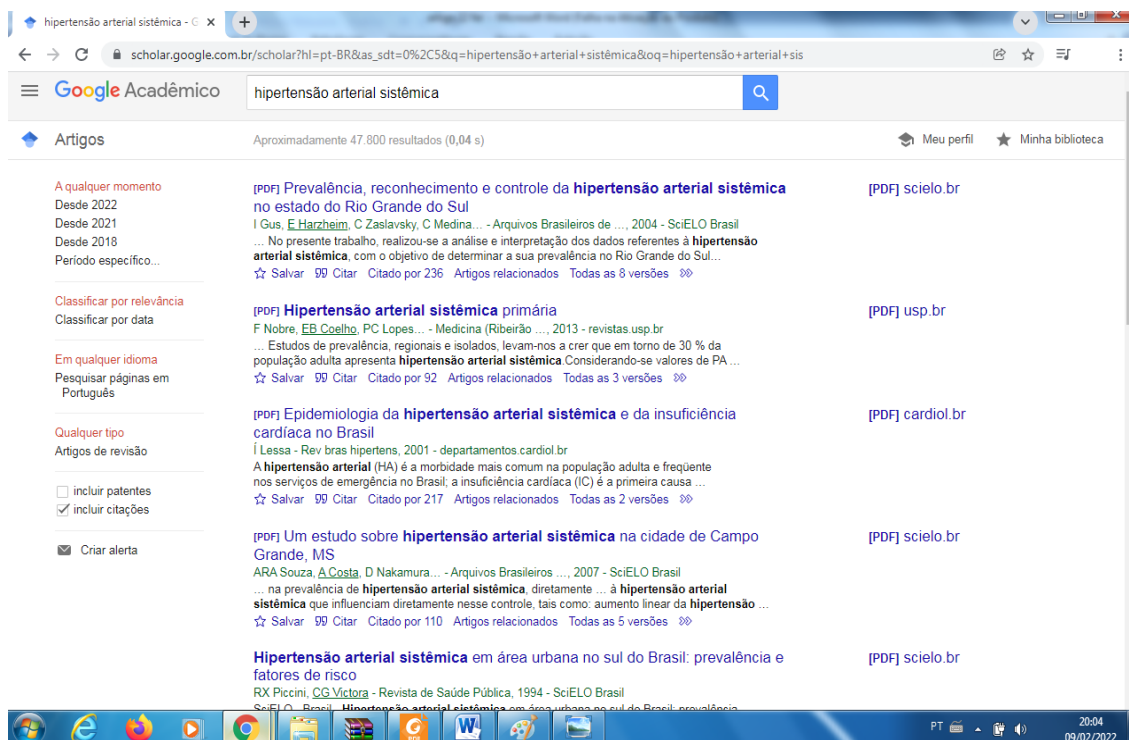 hipertensão arterial sistêmica - G
scholar.google.com.br/scholar?hl=pt-BR&as_sdt=0%2C5&q=hipertensão+arterial+sistêmica&oq=hipertensão+arterial+sis
Google Acadêmico
hipertensão arterial sistêmica
Artigos
Aproximadamente 47.800 resultados (0,04 s)
Meu perfil
Minha biblioteca
A qualquer momento
Desde 2022
Desde 2021
Desde 2018
Período específico...
Classificar por relevância
Classificar por data
Em qualquer idioma
Pesquisar páginas em
Português
Qualquer tipo
Artigos de revisão
incluir patentes
incluir citações
Criar alerta
[PDF] Prevalência, reconhecimento e controle da hipertensão arterial sistêmica
no estado do Rio Grande do Sul
I Gus, E Harzheim, C Zaslavsky, C Medina... - Arquivos Brasileiros de ..., 2004 - SciELO Brasil
... No presente trabalho, realizou-se a análise e interpretação dos dados referentes à hipertensão
arterial sistêmica, com o objetivo de determinar a sua prevalência no Rio Grande do Sul...
Salvar Citar Citado por 236 Artigos relacionados Todas as 8 versões
[PDF] scielo.br
[PDF] Hipertensão arterial sistêmica primária
F Nobre, EB Coelho, PC Lopes... - Medicina (Ribeirão ..., 2013 - revistas.usp.br
... Estudos de prevalência, regionais e isolados, levam-nos a crer que em torno de 30 % da
população adulta apresenta hipertensão arterial sistêmica.Considerando-se valores de PA ...
Salvar Citar Citado por 92 Artigos relacionados Todas as 3 versões
[PDF] usp.br
[PDF] Epidemiologia da hipertensão arterial sistêmica e da insuficiência
cardíaca no Brasil
Í Lessa - Rev bras hipertens, 2001 - departamentos.cardiol.br
A hipertensão arterial (HA) é a morbidade mais comum na população adulta e freqüente
nos serviços de emergência no Brasil; a insuficiência cardíaca (IC) é a primeira causa ...
Salvar Citar Citado por 217 Artigos relacionados Todas as 2 versões
[PDF] cardiol.br
[PDF] Um estudo sobre hipertensão arterial sistêmica na cidade de Campo
Grande, MS
ARA Souza, A Costa, D Nakamura... - Arquivos Brasileiros ..., 2007 - SciELO Brasil
... na prevalência de hipertensão arterial sistêmica, diretamente ... à hipertensão arterial
sistêmica que influenciam diretamente nesse controle, tais como: aumento linear da hipertensão ...
Salvar Citar Citado por 110 Artigos relacionados Todas as 5 versões
[PDF] scielo.br
Hipertensão arterial sistêmica em área urbana no sul do Brasil: prevalência e
fatores de risco
RX Piccini, CG Victora - Revista de Saúde Pública, 1994 - SciELO Brasil
SciELO - Brasil - Hipertensão arterial sistêmica em área urbana no sul do Brasil: prevalência
[PDF] scielo.br
PT
20:04
09/02/2022